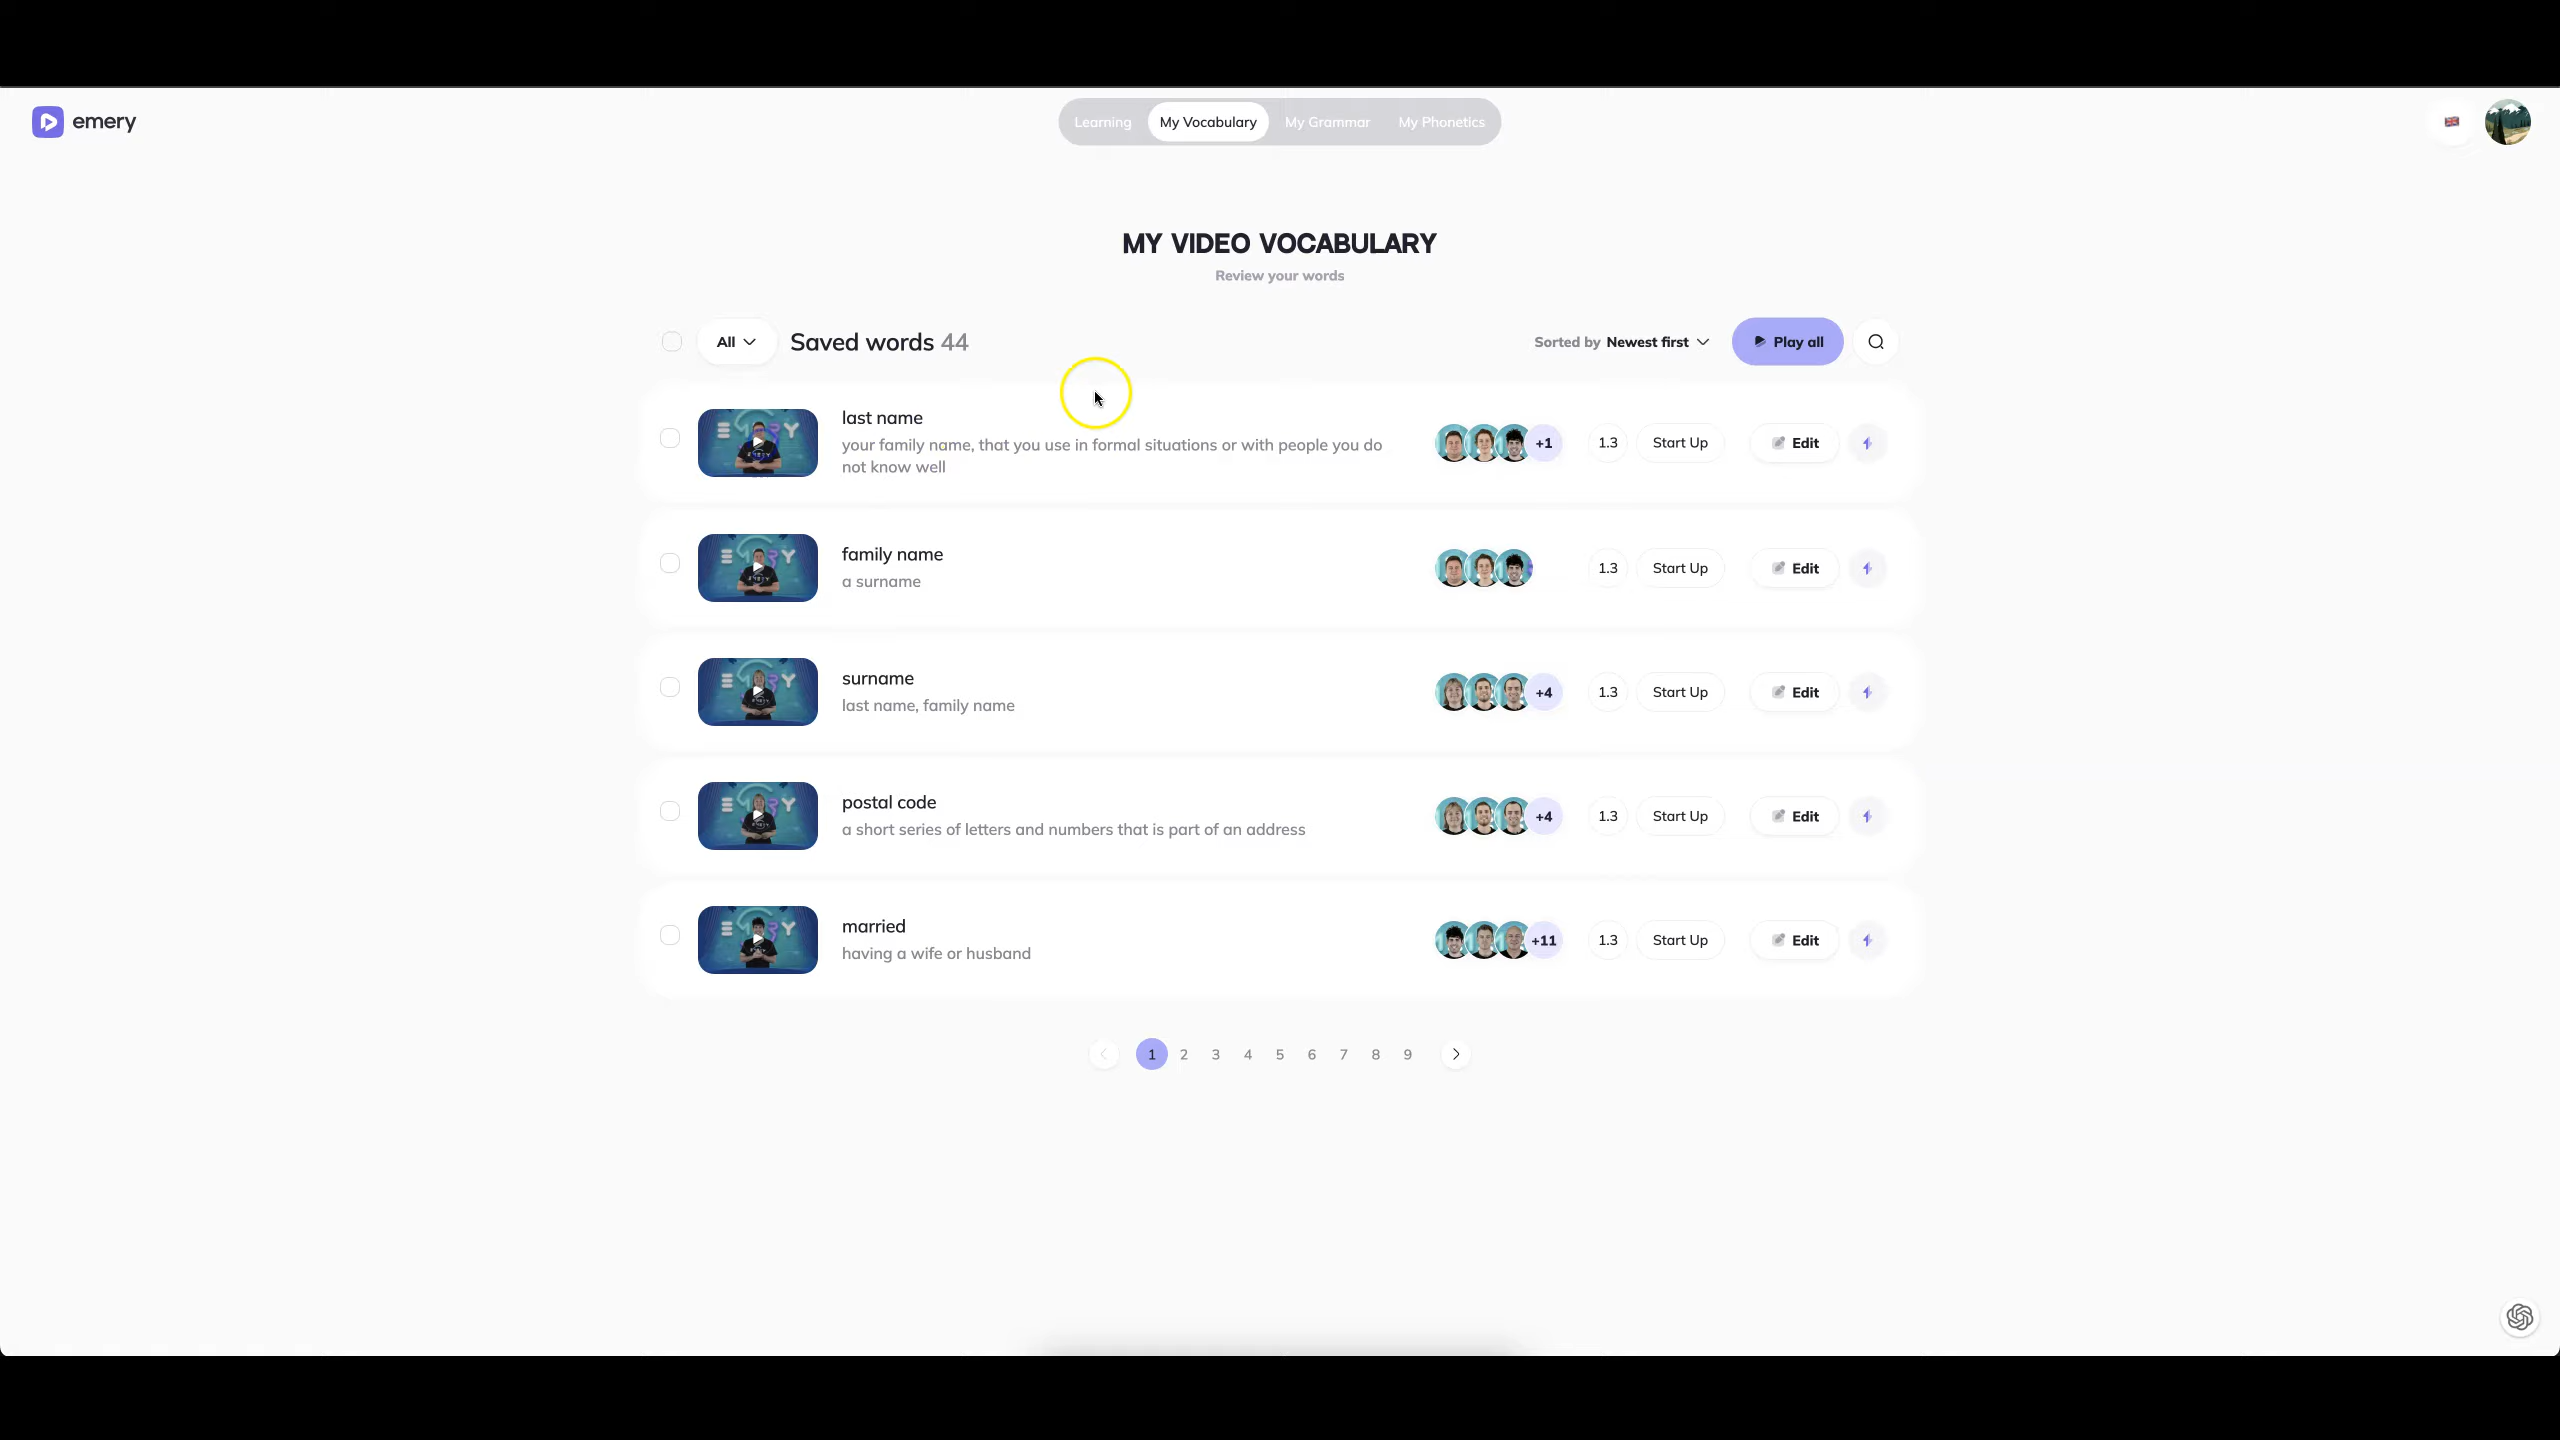 emery
Learning My Vocabulary My Grammar My Phonetics
MY VIDEO VOCABULARY
Review your words
All Saved words 44 Sorted by Newest first Play all
last name
your family name, that you use in formal situations or with people you do
not know well
+1 1.3 Start Up Edit
family name
a surname
1.3 Start Up Edit
surname
last name, family name
+4 1.3 Start Up Edit
postal code
a short series of letters and numbers that is part of an address
+4 1.3 Start Up Edit
married
having a wife or husband
+11 1.3 Start Up Edit
1 2 3 4 5 6 7 8 9